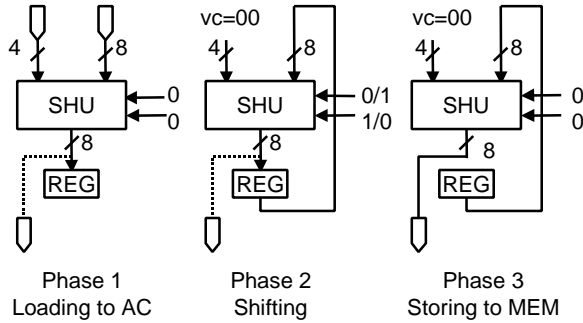 vc=00
vc=00
4
8
4
8
4
8
SHU
0
0
SHU
0/1
1/0
SHU
0
0
8
8
8
REG
REG
REG
Phase 1
Loading to AC
Phase 2
Shifting
Phase 3
Storing to MEM